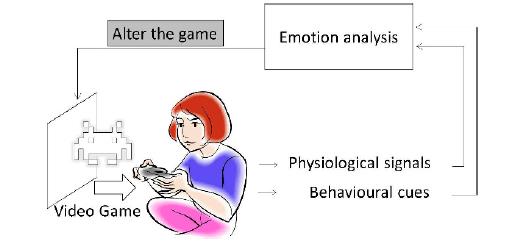 Alter the game
Emotion analysis
Physiological signals
Behavioural cues
Video Game